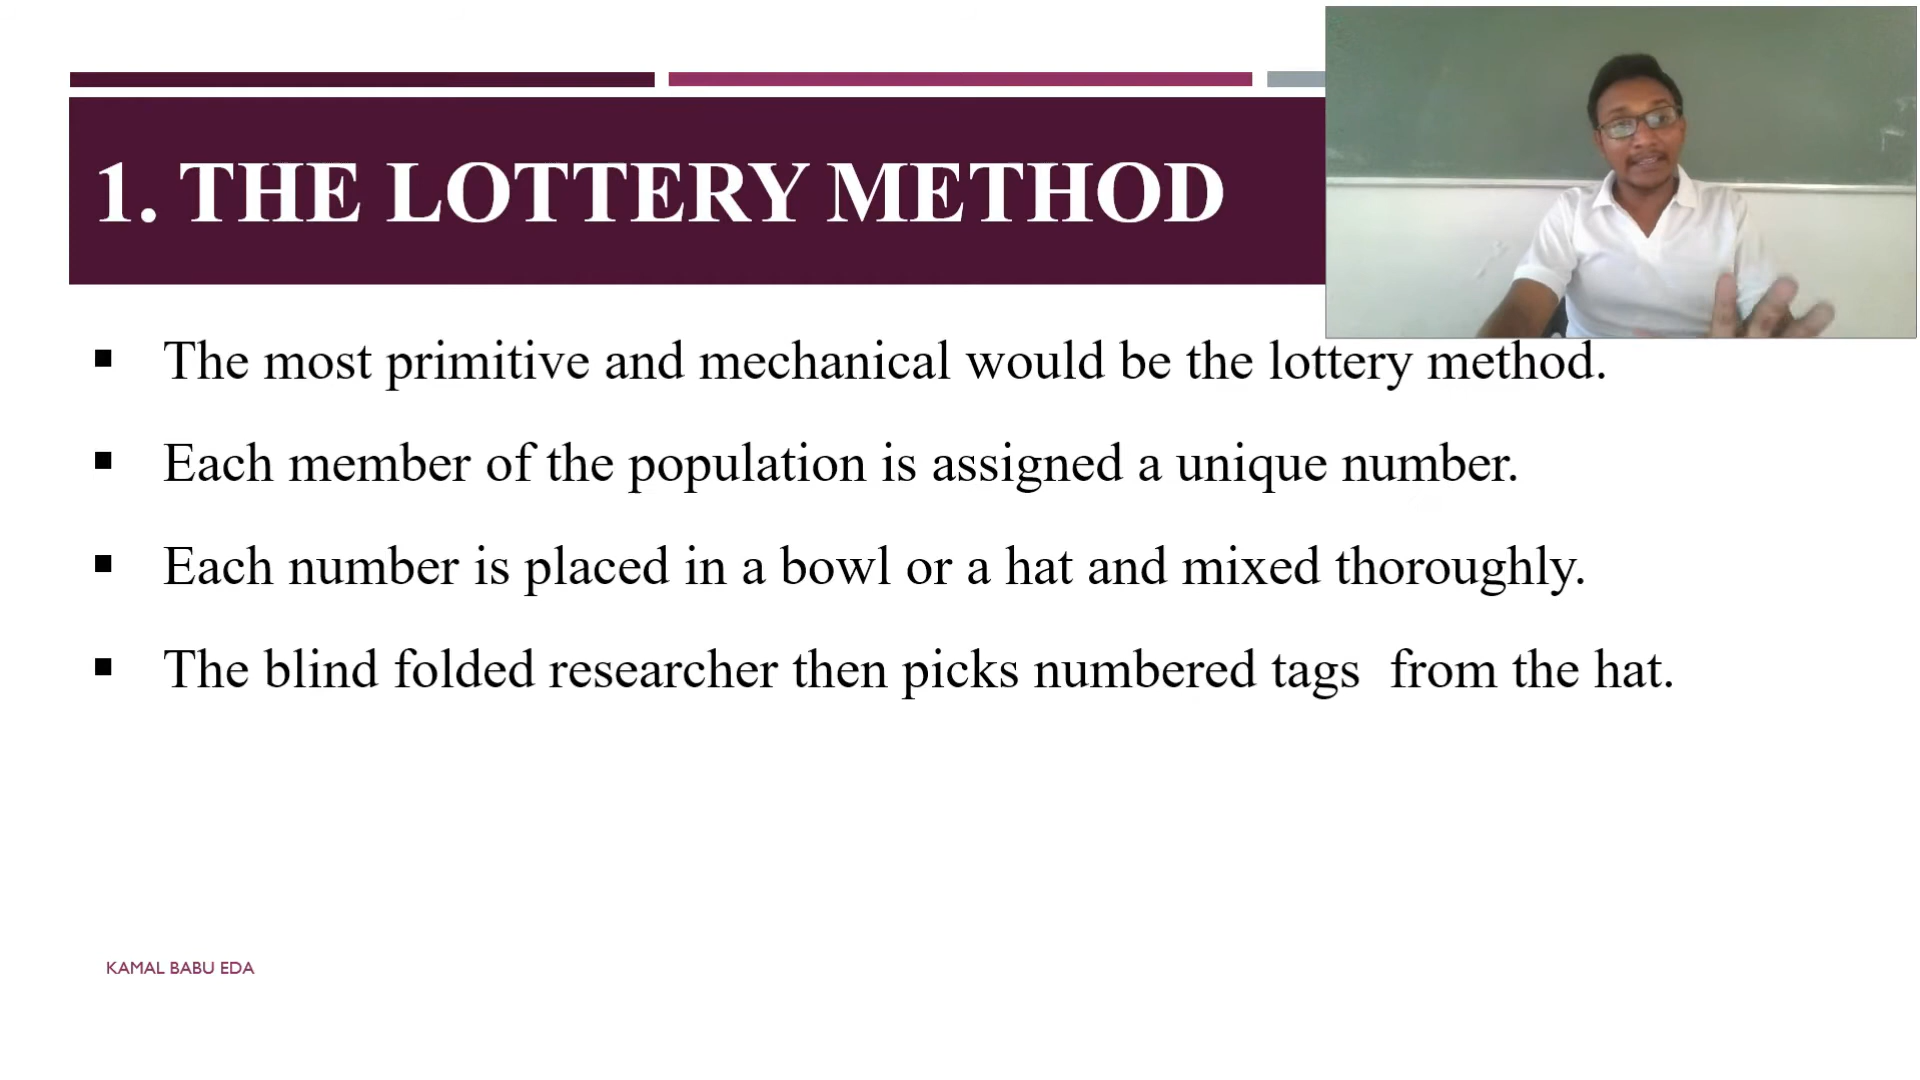 1. THE LOTTERY METHOD
The most primitive and mechanical would be the lottery method.
Each member of the population is assigned a unique number.
Each number is placed in a bowl or a hat and mixed thoroughly.
The blind folded researcher then picks numbered tags  from the hat.
KAMAL BABU EDA